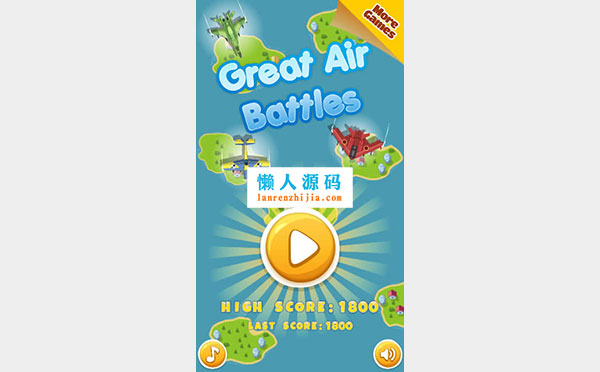 More
Games
Great Air
Battles
懒人源码
lanrenzhijia.com
HIGH SCORE:1800
LAST SCORE:1800